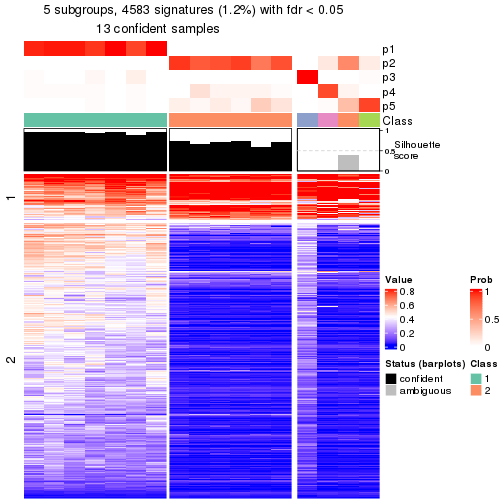 5 subgroups, 4583 signatures (1.2%) with fdr < 0.05
13 confident samples
p1
p2
p3
p4
p5
Class
1
0.5
0
Silhouette
score
1
2
Value
0.8
0.6
0.4
0.2
0
Prob
1
0.5
0
Status (barplots)
confident
ambiguous
Class
1
2